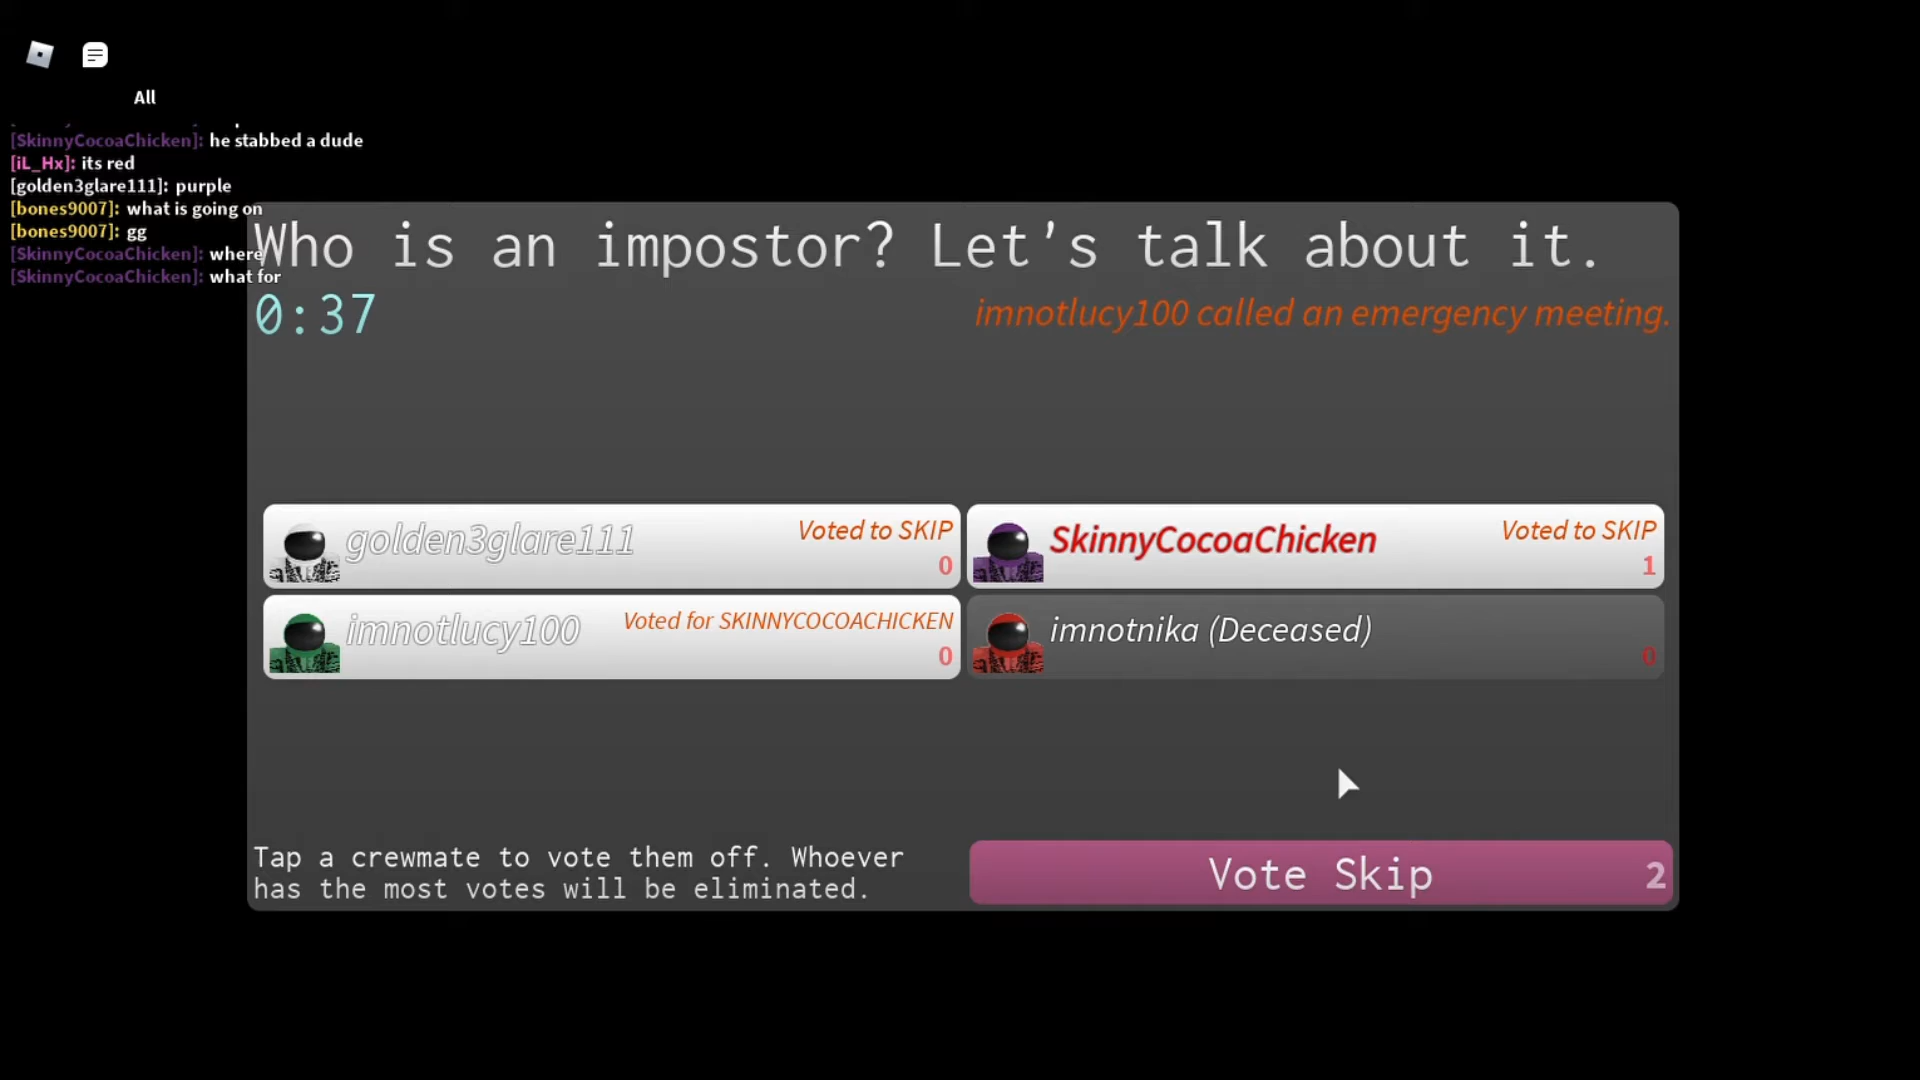 All
[SkinnyCocoaChicken]: he stabbed a dude
[iL_Hx]: its red
[golden3glare111]: purple
[bones9007]: what is going on
[bones9007]: gg
[SkinnyCocoaChicken]: where
[SkinnyCocoaChicken]: what for
Who is an impostor? Let's talk about it.
0:37
imnotlucy100 called an emergency meeting.
golden3glare111
Voted to SKIP
0
SkinnyCocoaChicken
Voted to SKIP
1
imnotlucy100
Voted for SKINNYCOCOACHICKEN
0
imnotnika (Deceased)
0
Tap a crewmate to vote them off. Whoever
has the most votes will be eliminated.
Vote Skip
2